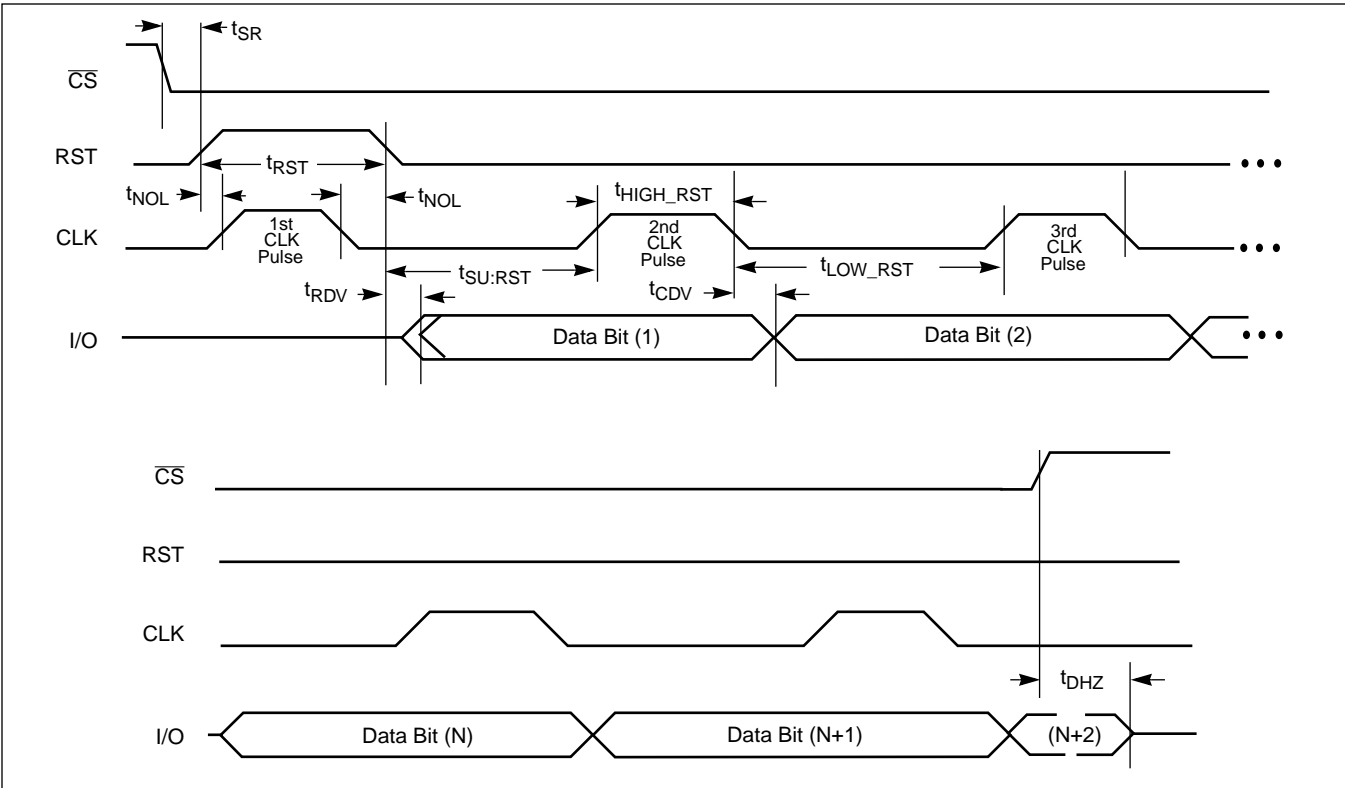 tSR
CS
RST
tRST
tNOL
tNOL
tHIGH_RST
CLK
1st
CLK
Pulse
2nd
CLK
Pulse
3rd
CLK
Pulse
tSU:RST
tLOW_RST
tRDV
tCDV
I/O
Data Bit (1)
Data Bit (2)
CS
RST
CLK
tDHZ
I/O
Data Bit (N)
Data Bit (N+1)
(N+2)